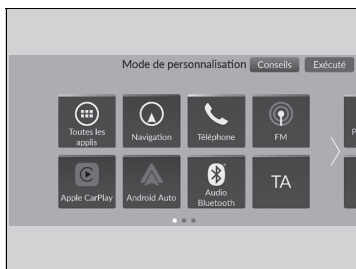 Mode de personnalisation Conseils Exécuté
Toutes les
applis
Navigation
Téléphone
FM
P
Apple CarPlay
Android Auto
Audio
Bluetooth
TA